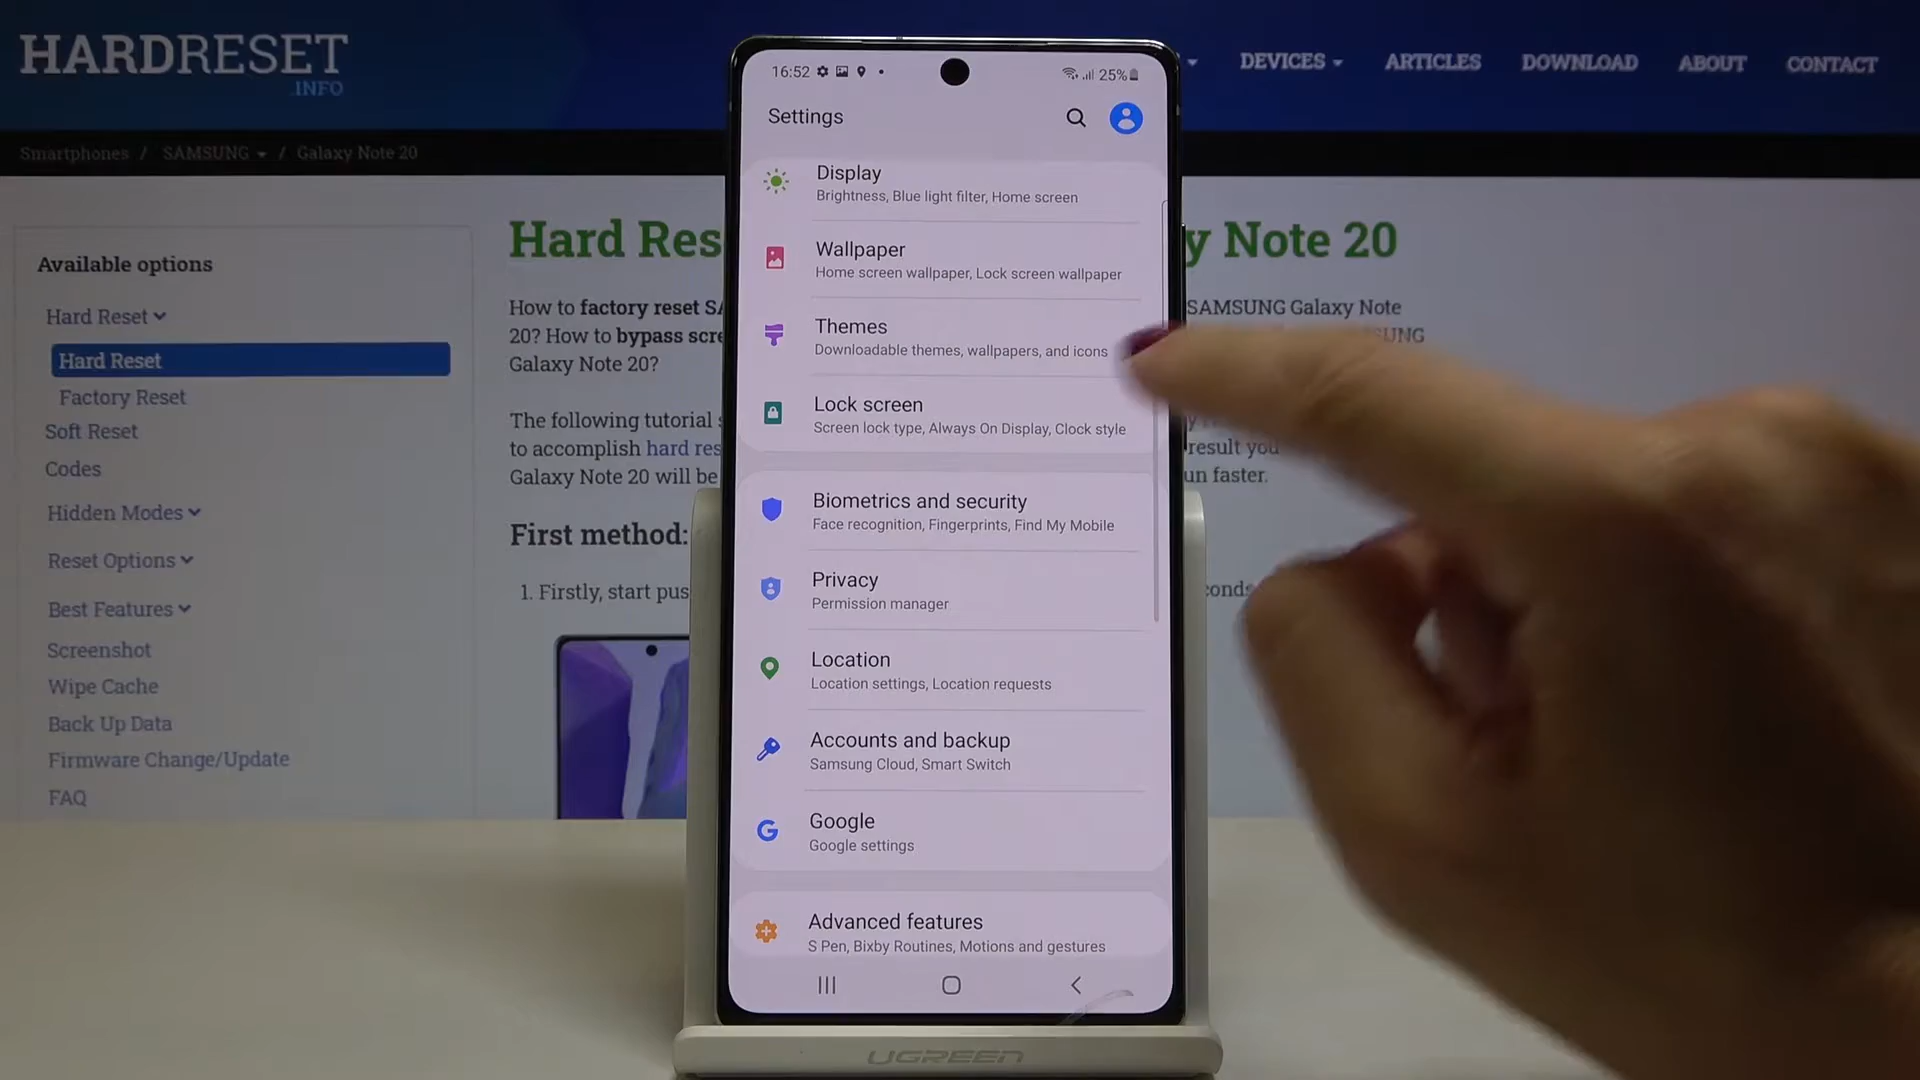 HARDRESET
.INFO
DEVICES
ARTICLES
DOWNLOAD
ABOUT
CONTACT
Smartphones / SAMSUNG / Galaxy Note 20
Available options
Hard Reset
Hard Reset
Factory Reset
Soft Reset
Codes
Hidden Modes
Reset Options
Best Features
Screenshot
Wipe Cache
Back Up Data
Firmware Change/Update
FAQ
Hard Res
y Note 20
How to factory reset SA
SAMSUNG Galaxy Note
20? How to bypass scre
Galaxy Note 20?
The following tutorial s
to accomplish hard res
result you
Galaxy Note 20 will be
un faster.
First method:
1. Firstly, start pus
conds
16:52
25%
Settings
Display
Brightness, Blue light filter, Home screen
Wallpaper
Home screen wallpaper, Lock screen wallpaper
Themes
Downloadable themes, wallpapers, and icons
Lock screen
Screen lock type, Always On Display, Clock style
Biometrics and security
Face recognition, Fingerprints, Find My Mobile
Privacy
Permission manager
Location
Location settings, Location requests
Accounts and backup
Samsung Cloud, Smart Switch
Google
Google settings
Advanced features
S Pen, Bixby Routines, Motions and gestures
UGREEN